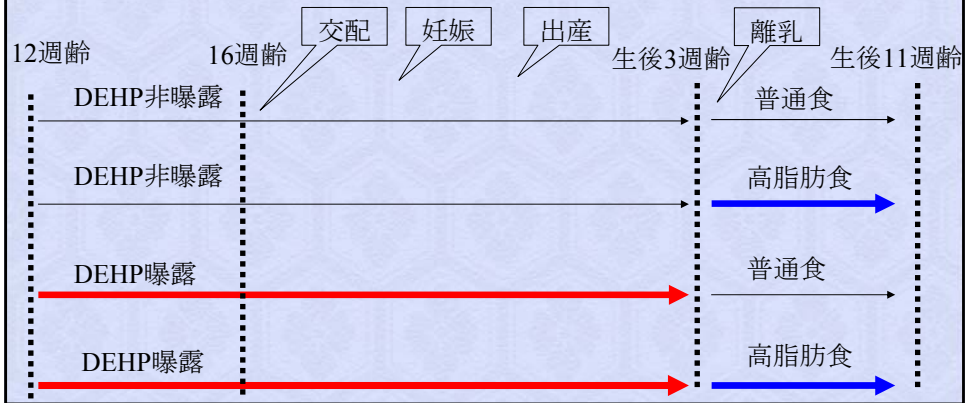 交配
妊娠
出産
離乳
12週齢
16週齢
生後3週齢
生後11週齢
DEHP非曝露
普通食
DEHP非曝露
高脂肪食
DEHP曝露
普通食
DEHP曝露
高脂肪食